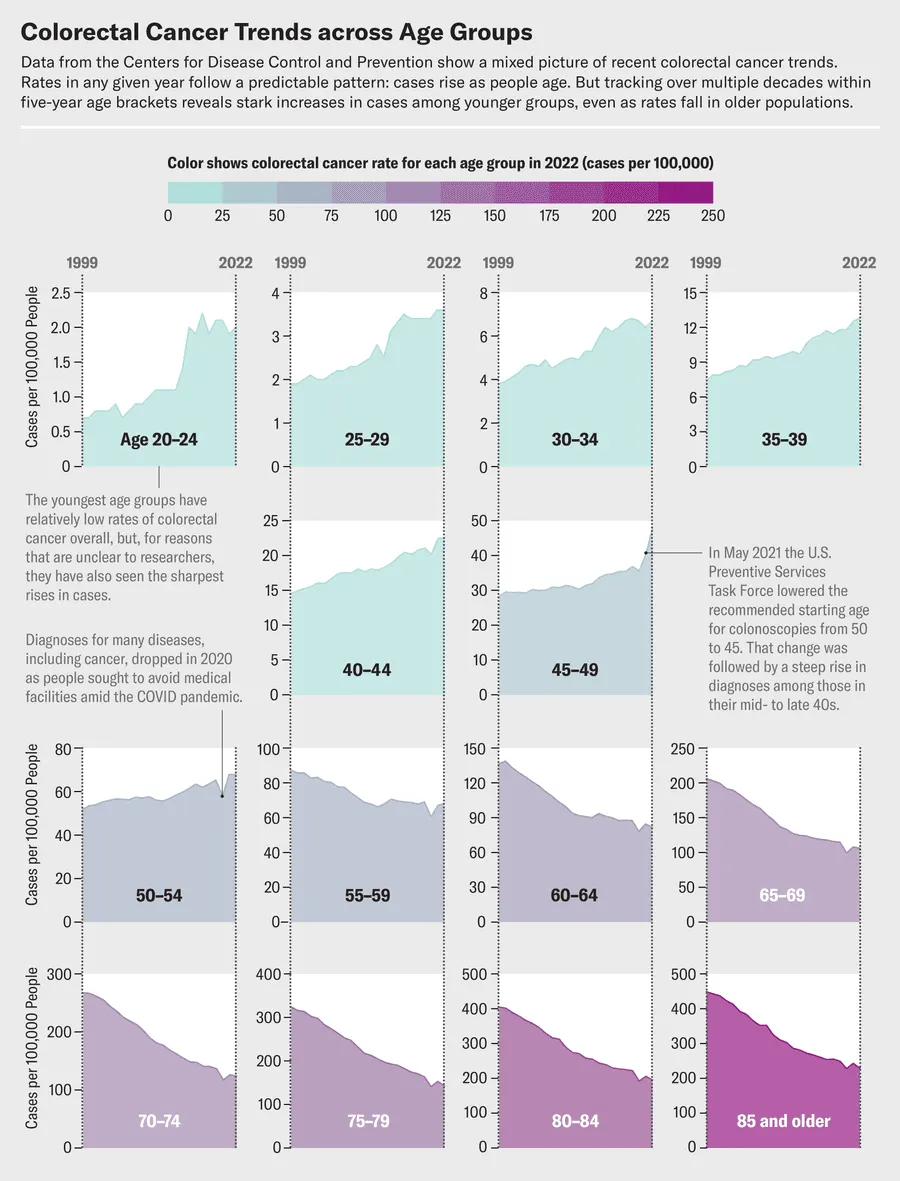 Colorectal Cancer Trends across Age Groups
Data from the Centers for Disease Control and Prevention show a mixed picture of recent colorectal cancer trends.
Rates in any given year follow a predictable pattern: cases rise as people age. But tracking over multiple decades within
five-year age brackets reveals stark increases in cases among younger groups, even as rates fall in older populations.
Color shows colorectal cancer rate for each age group in 2022 (cases per 100,000)
0 25 50 75 100 125 150 175 200 225 250
1999 2022 1999 2022 1999 2022 1999 2022
Cases per 100,000 People
2.5
2.0
1.5
1.0
0.5
0
Age 20–24
4
3
2
1
0
25–29
8
6
4
2
0
30–34
15
12
9
6
3
0
35–39
The youngest age groups have
relatively low rates of colorectal
cancer overall, but, for reasons
that are unclear to researchers,
they have also seen the sharpest
rises in cases.
Diagnoses for many diseases,
including cancer, dropped in 2020
as people sought to avoid medical
facilities amid the COVID pandemic.
25
20
15
10
5
0
40–44
50
40
30
20
10
0
45–49
In May 2021 the U.S.
Preventive Services
Task Force lowered the
recommended starting age
for colonoscopies from 50
to 45. That change was
followed by a steep rise in
diagnoses among those in
their mid- to late 40s.
Cases per 100,000 People
80
60
40
20
0
50–54
100
80
60
40
20
0
55–59
150
120
90
60
30
0
60–64
250
200
150
100
50
0
65–69
Cases per 100,000 People
300
200
100
0
70–74
400
300
200
100
0
75–79
500
400
300
200
100
0
80–84
500
400
300
200
100
0
85 and older